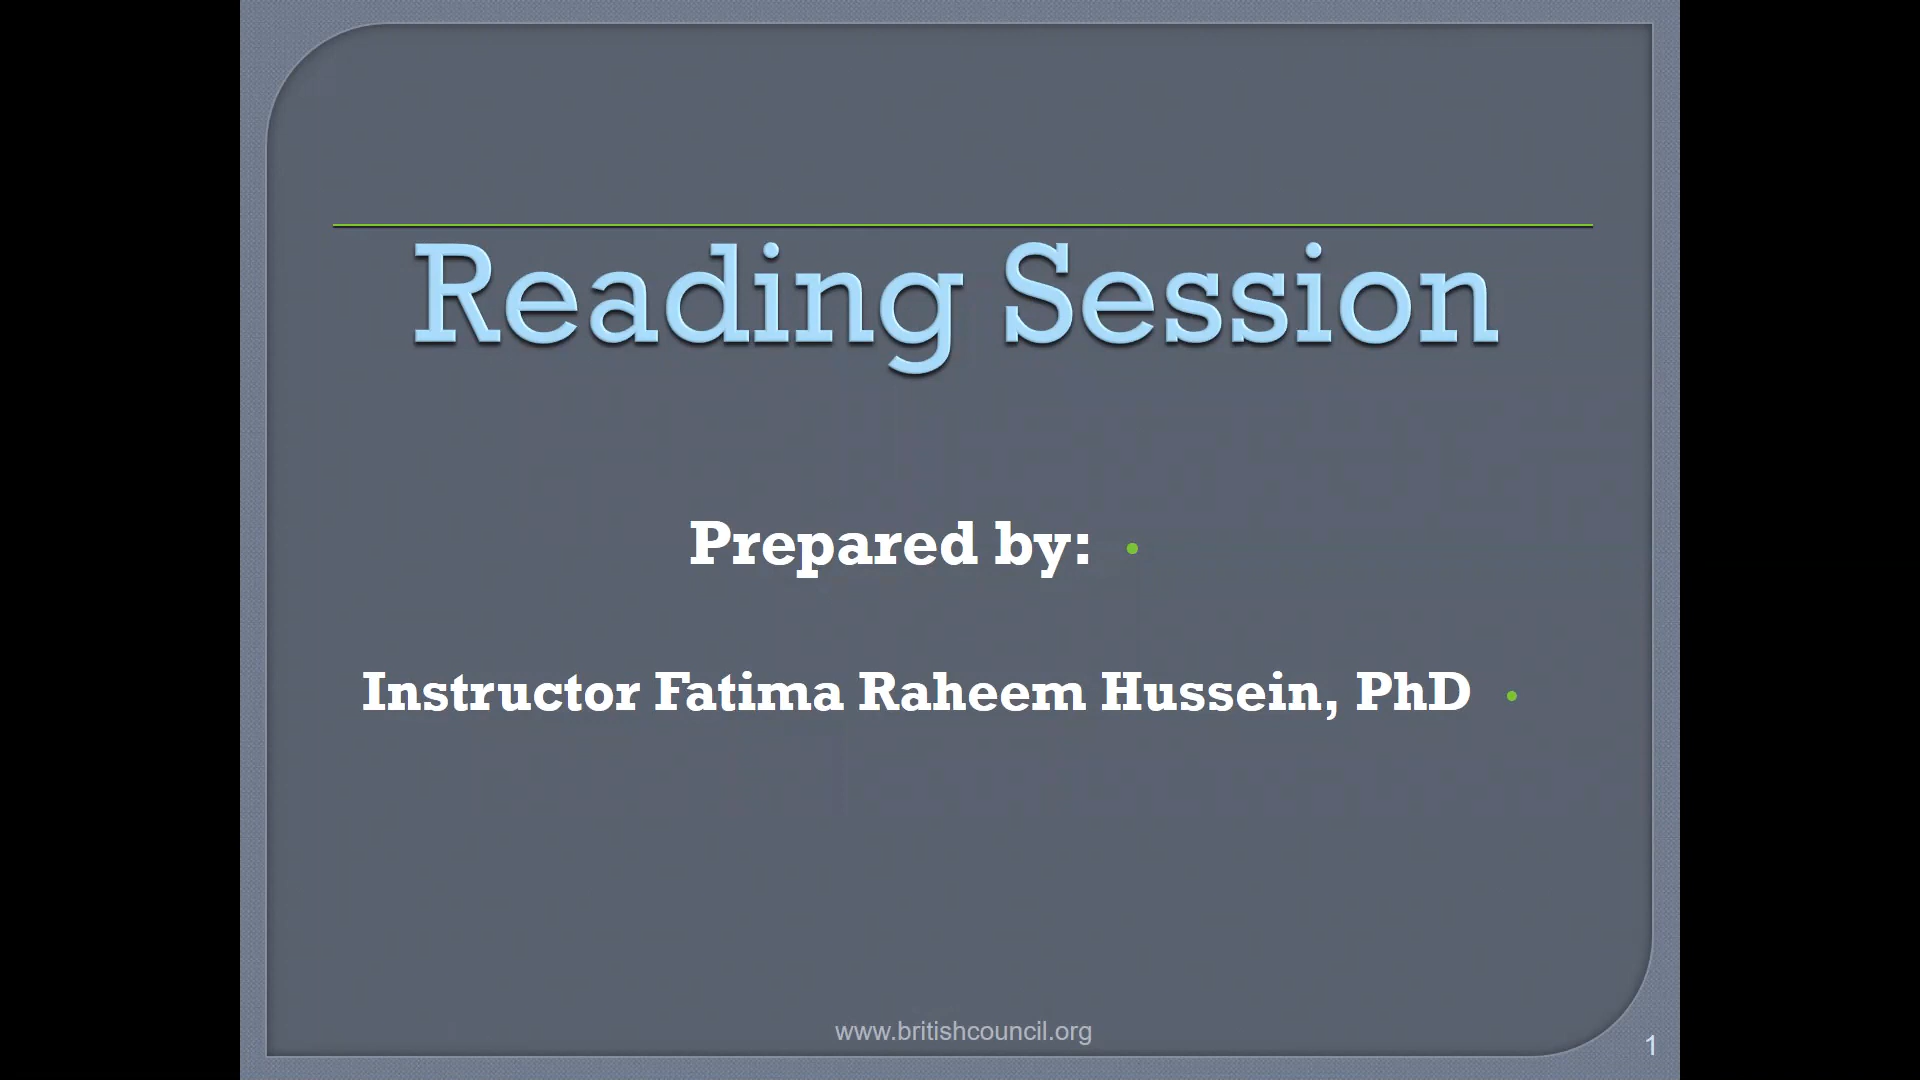 Reading Session
Prepared by:
Instructor Fatima Raheem Hussein, PhD
www.britishcouncil.org
1